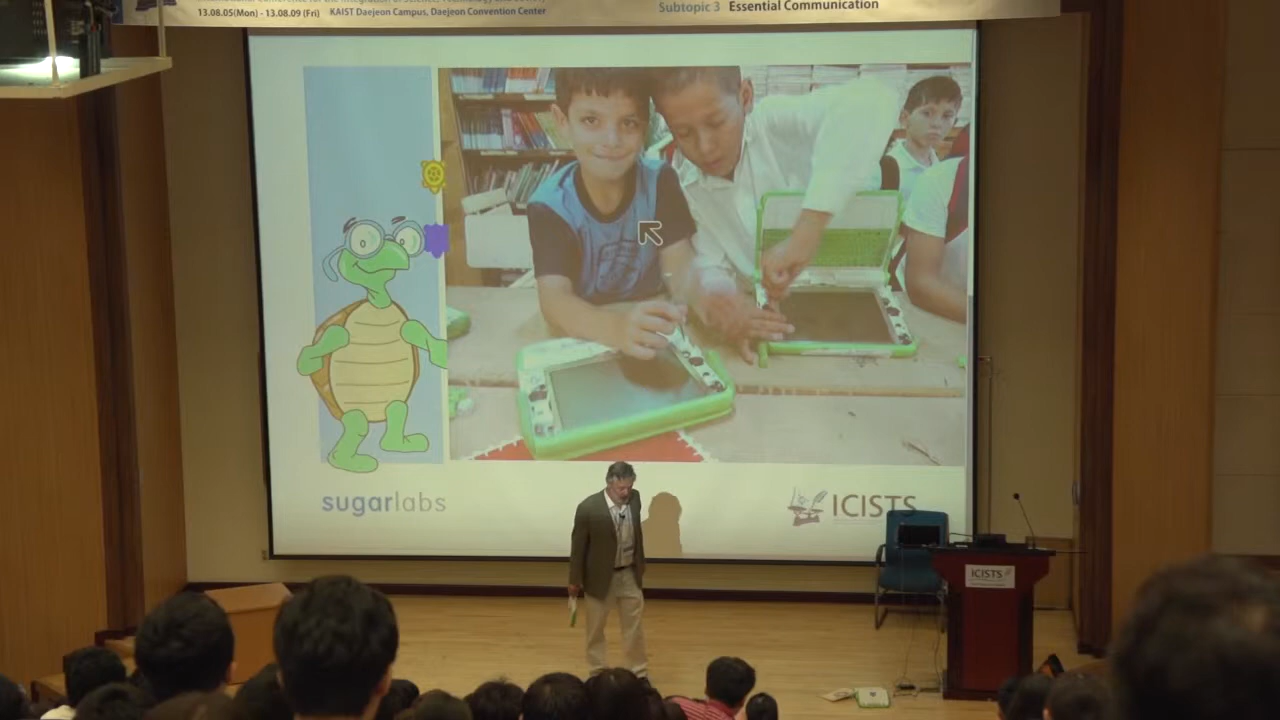 13.08.05(Mon) - 13.08.09 (Fri) KAIST Daejeon Campus, Daejeon Convention Center
Subtopic 3 Essential Communication
sugarlabs
ICISTS
ICISTS